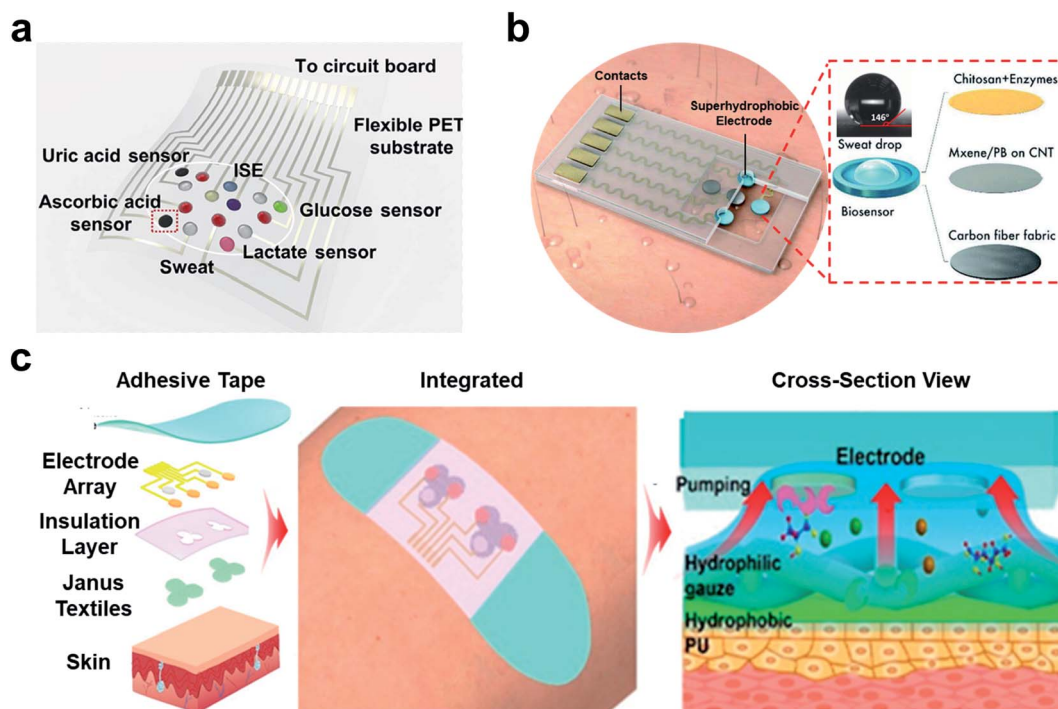 a
To circuit board
Flexible PET
substrate
Uric acid sensor
ISE
Ascorbic acid
sensor
Glucose sensor
Lactate sensor
Sweat
b
Contacts
Superhydrophobic
Electrode
146°
Sweat drop
Biosensor
Chitosan+Enzymes
Mxene/PB on CNT
Carbon fiber fabric
c
Adhesive Tape
Electrode
Array
Insulation
Layer
Janus
Textiles
Skin
Integrated
Cross-Section View
Electrode
Pumping
Hydrophilic
gauze
Hydrophobic
PU